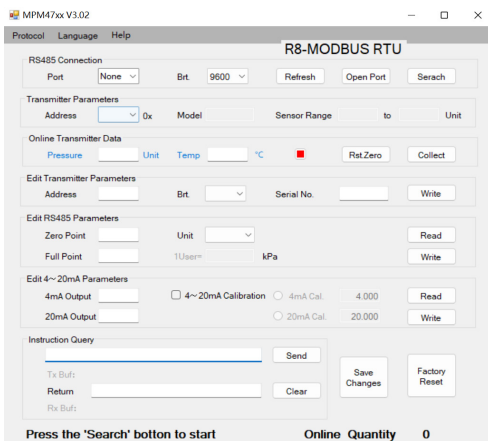 MPM47xx V3.02
Protocol Language Help
R8-MODBUS RTU
RS485 Connection
Port None Brt. 9600 Refresh Open Port Serach
Transmitter Parameters
Address 0x Model Sensor Range to Unit
Online Transmitter Data
Pressure Unit Temp °C Rst.Zero Collect
Edit Transmitter Parameters
Address Brt. Serial No. Write
Edit RS485 Parameters
Zero Point Unit Read
Full Point 1User= kPa Write
Edit 4～20mA Parameters
4mA Output 4～20mA Calibration 4mA Cal. 4.000 Read
20mA Output 20mA Cal. 20.000 Write
Instruction Query
Send
Tx Buf:
Return Clear
Rx Buf:
Save Changes
Factory Reset
Press the 'Search' botton to start Online Quantity 0